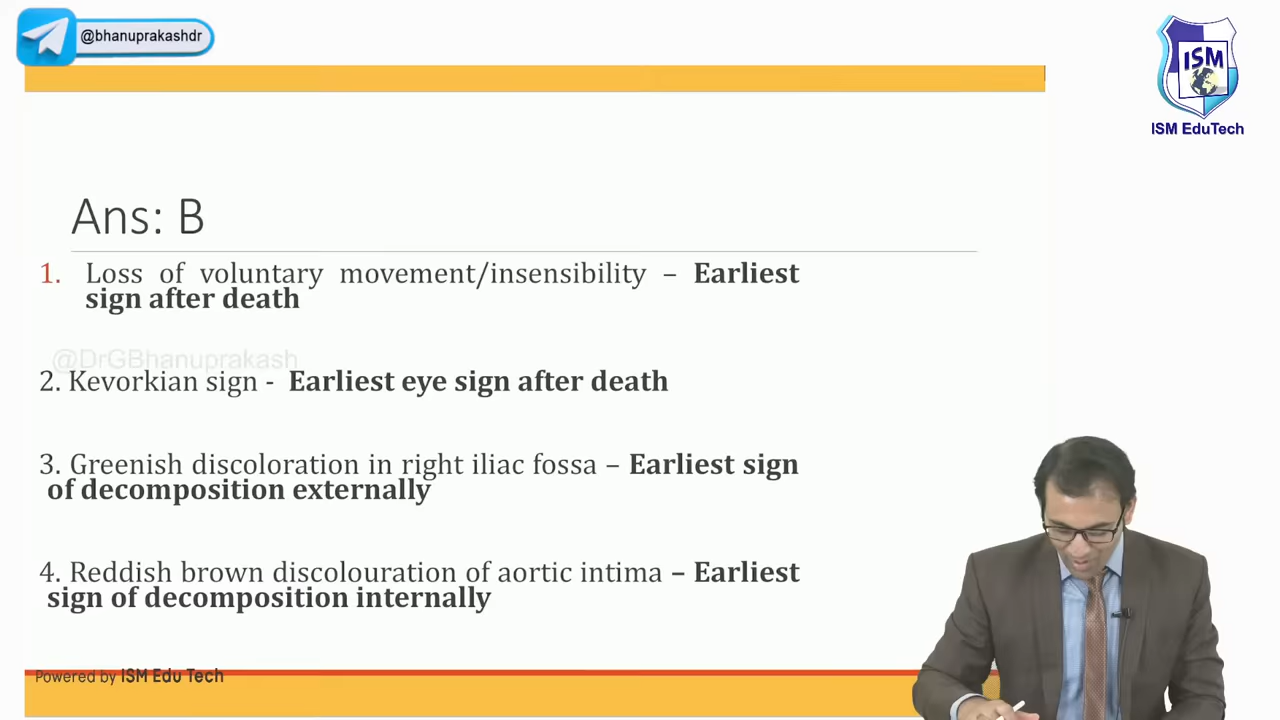 @bhanuprakashdr
ISM
ISM EduTech
Ans: B
1. Loss of voluntary movement/insensibility – Earliest
sign after death
@DrGBhanuprakash
2. Kevorkian sign - Earliest eye sign after death
3. Greenish discoloration in right iliac fossa – Earliest sign
of decomposition externally
4. Reddish brown discolouration of aortic intima – Earliest
sign of decomposition internally
Powered by ISM Edu Tech